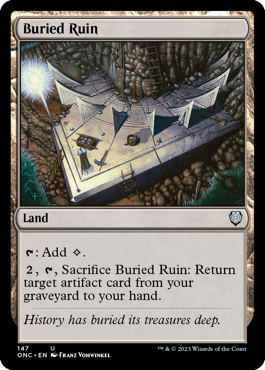 Buried Ruin
Land
: Add .
2, , Sacrifice Buried Ruin: Return
target artifact card from your
graveyard to your hand.
History has buried its treasures deep.
147 U
ONC • EN Franz Vohwinkel ™ & © 2023 Wizards of the Coast